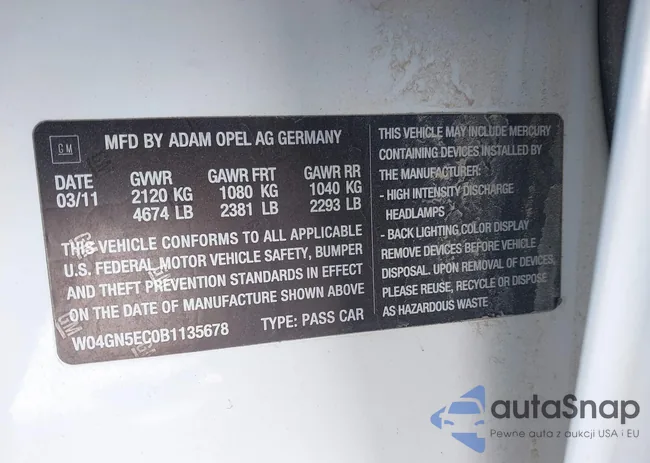 GM
MFD BY ADAM OPEL AG GERMANY
DATE GVWR GAWR FRT GAWR RR
03/11 2120 KG 1080 KG 1040 KG
4674 LB 2381 LB 2293 LB
THIS VEHICLE CONFORMS TO ALL APPLICABLE
U.S. FEDERAL MOTOR VEHICLE SAFETY, BUMPER
AND THEFT PREVENTION STANDARDS IN EFFECT
ON THE DATE OF MANUFACTURE SHOWN ABOVE
W04GN5EC0B1135678 TYPE: PASS CAR
THIS VEHICLE MAY INCLUDE MERCURY
CONTAINING DEVICES INSTALLED BY
THE MANUFACTURER:
- HIGH INTENSITY DISCHARGE
HEADLAMPS
- BACK LIGHTING COLOR DISPLAY
REMOVE DEVICES BEFORE VEHICLE
DISPOSAL. UPON REMOVAL OF DEVICES,
PLEASE REUSE, RECYCLE OR DISPOSE
AS HAZARDOUS WASTE
autaSnap
Pewne auta z aukcji USA i EU